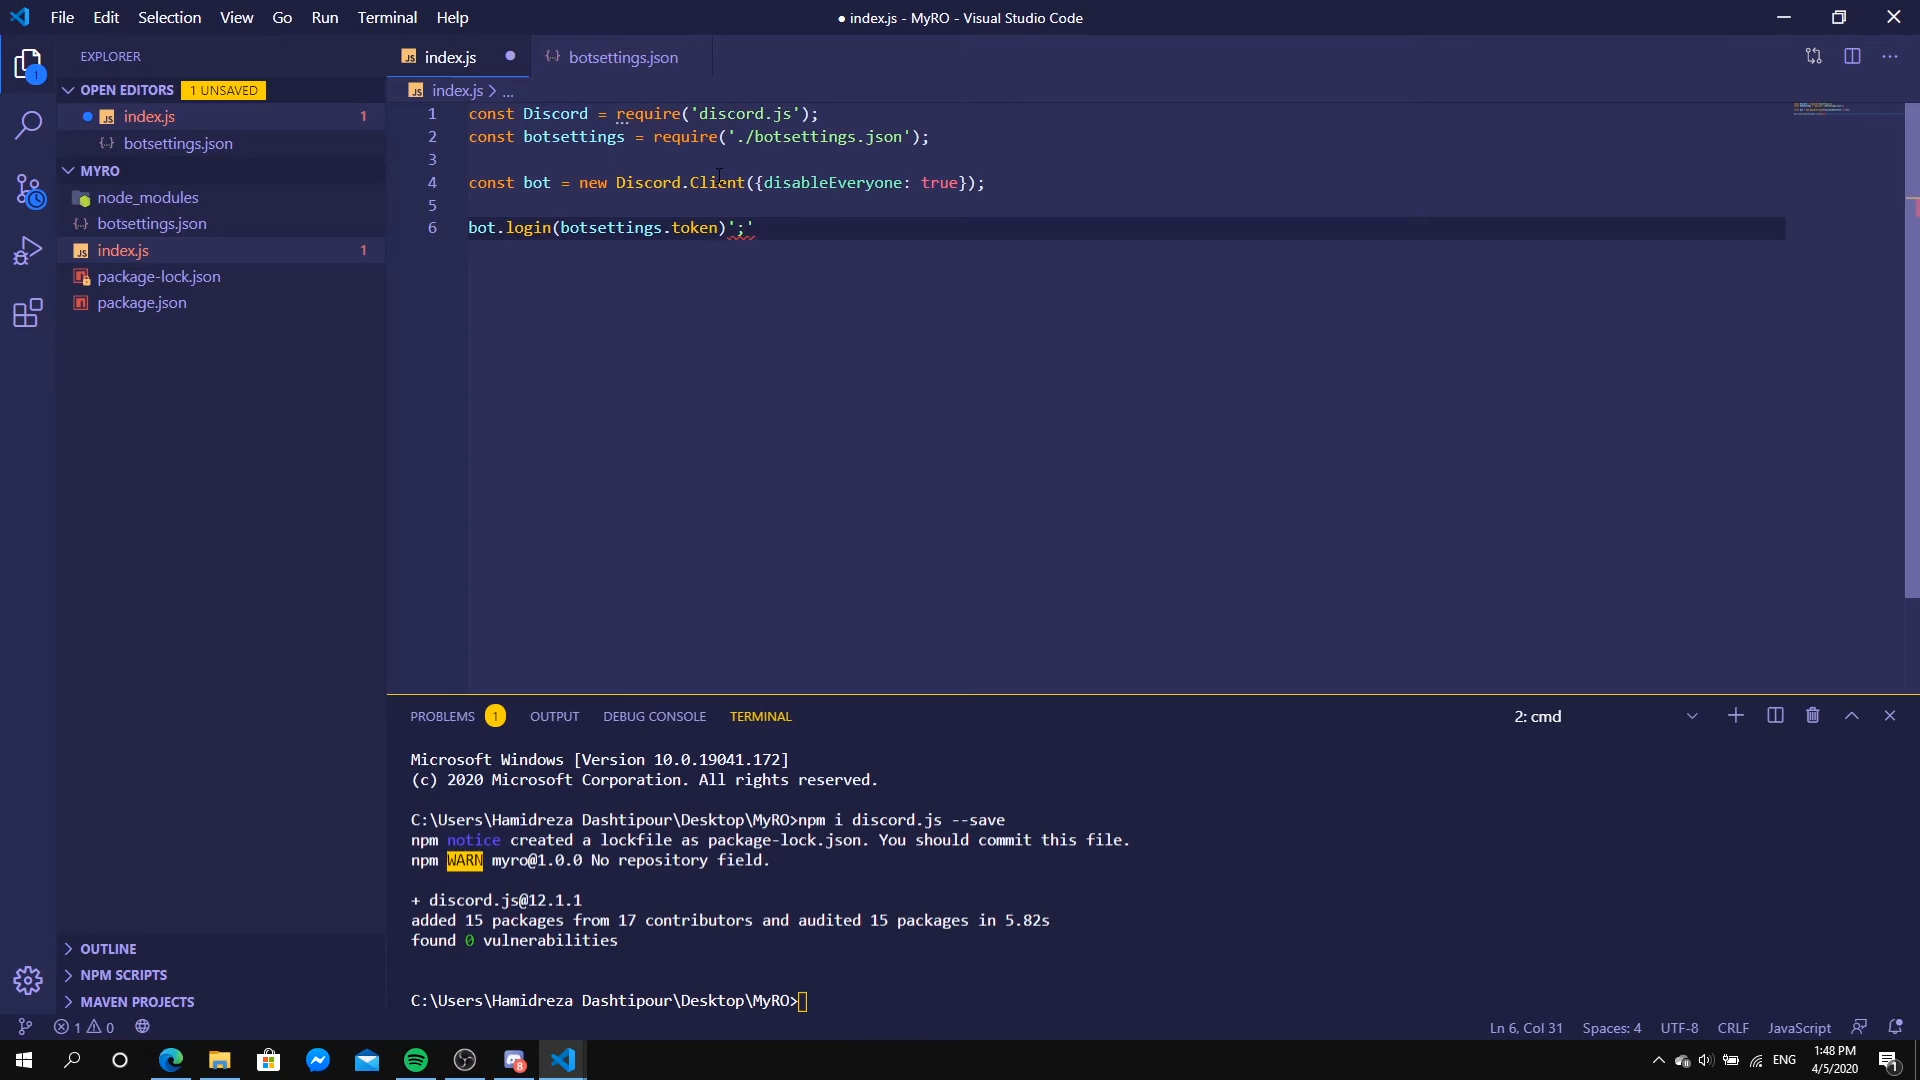 File Edit Selection View Go Run Terminal Help
● index.js - MyRO - Visual Studio Code
EXPLORER
OPEN EDITORS 1 UNSAVED
index.js 1
botsettings.json
MYRO
node_modules
botsettings.json
index.js 1
package-lock.json
package.json
OUTLINE
NPM SCRIPTS
MAVEN PROJECTS
1
index.js
botsettings.json
index.js > ...
1 const Discord = require('discord.js');
2 const botsettings = require('./botsettings.json');
3
4 const bot = new Discord.Client({disableEveryone: true});
5
6 bot.login(botsettings.token)';'
PROBLEMS 1 OUTPUT DEBUG CONSOLE TERMINAL
2: cmd
Microsoft Windows [Version 10.0.19041.172]
(c) 2020 Microsoft Corporation. All rights reserved.
C:\Users\Hamidreza Dashtipour\Desktop\MyRO>npm i discord.js --save
npm notice created a lockfile as package-lock.json. You should commit this file.
npm WARN myro@1.0.0 No repository field.
+ discord.js@12.1.1
added 15 packages from 17 contributors and audited 15 packages in 5.82s
found 0 vulnerabilities
C:\Users\Hamidreza Dashtipour\Desktop\MyRO>
1 0
Ln 6, Col 31 Spaces: 4 UTF-8 CRLF JavaScript
8
ENG
1:48 PM
4/5/2020
1